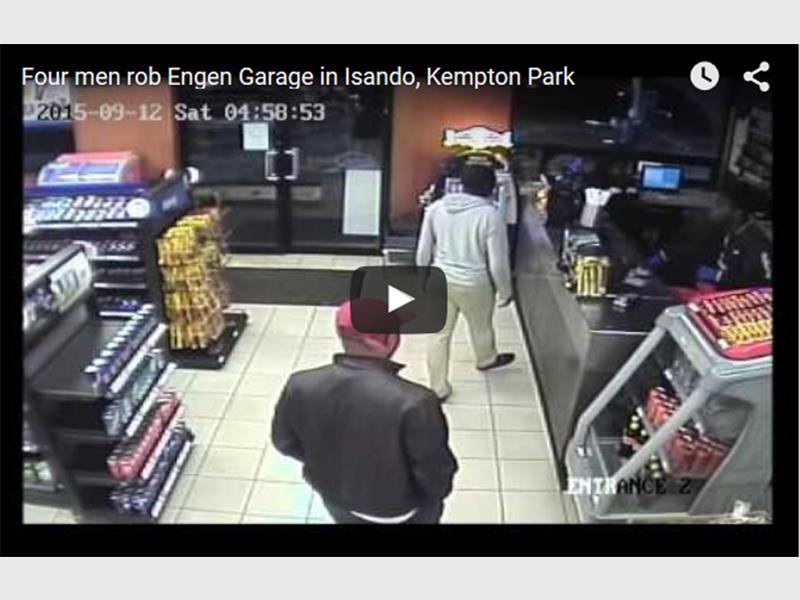 Four men rob Engen Garage in Isando, Kempton Park
2015-09-12 Sat 04:58:53
ENTRANCE 2